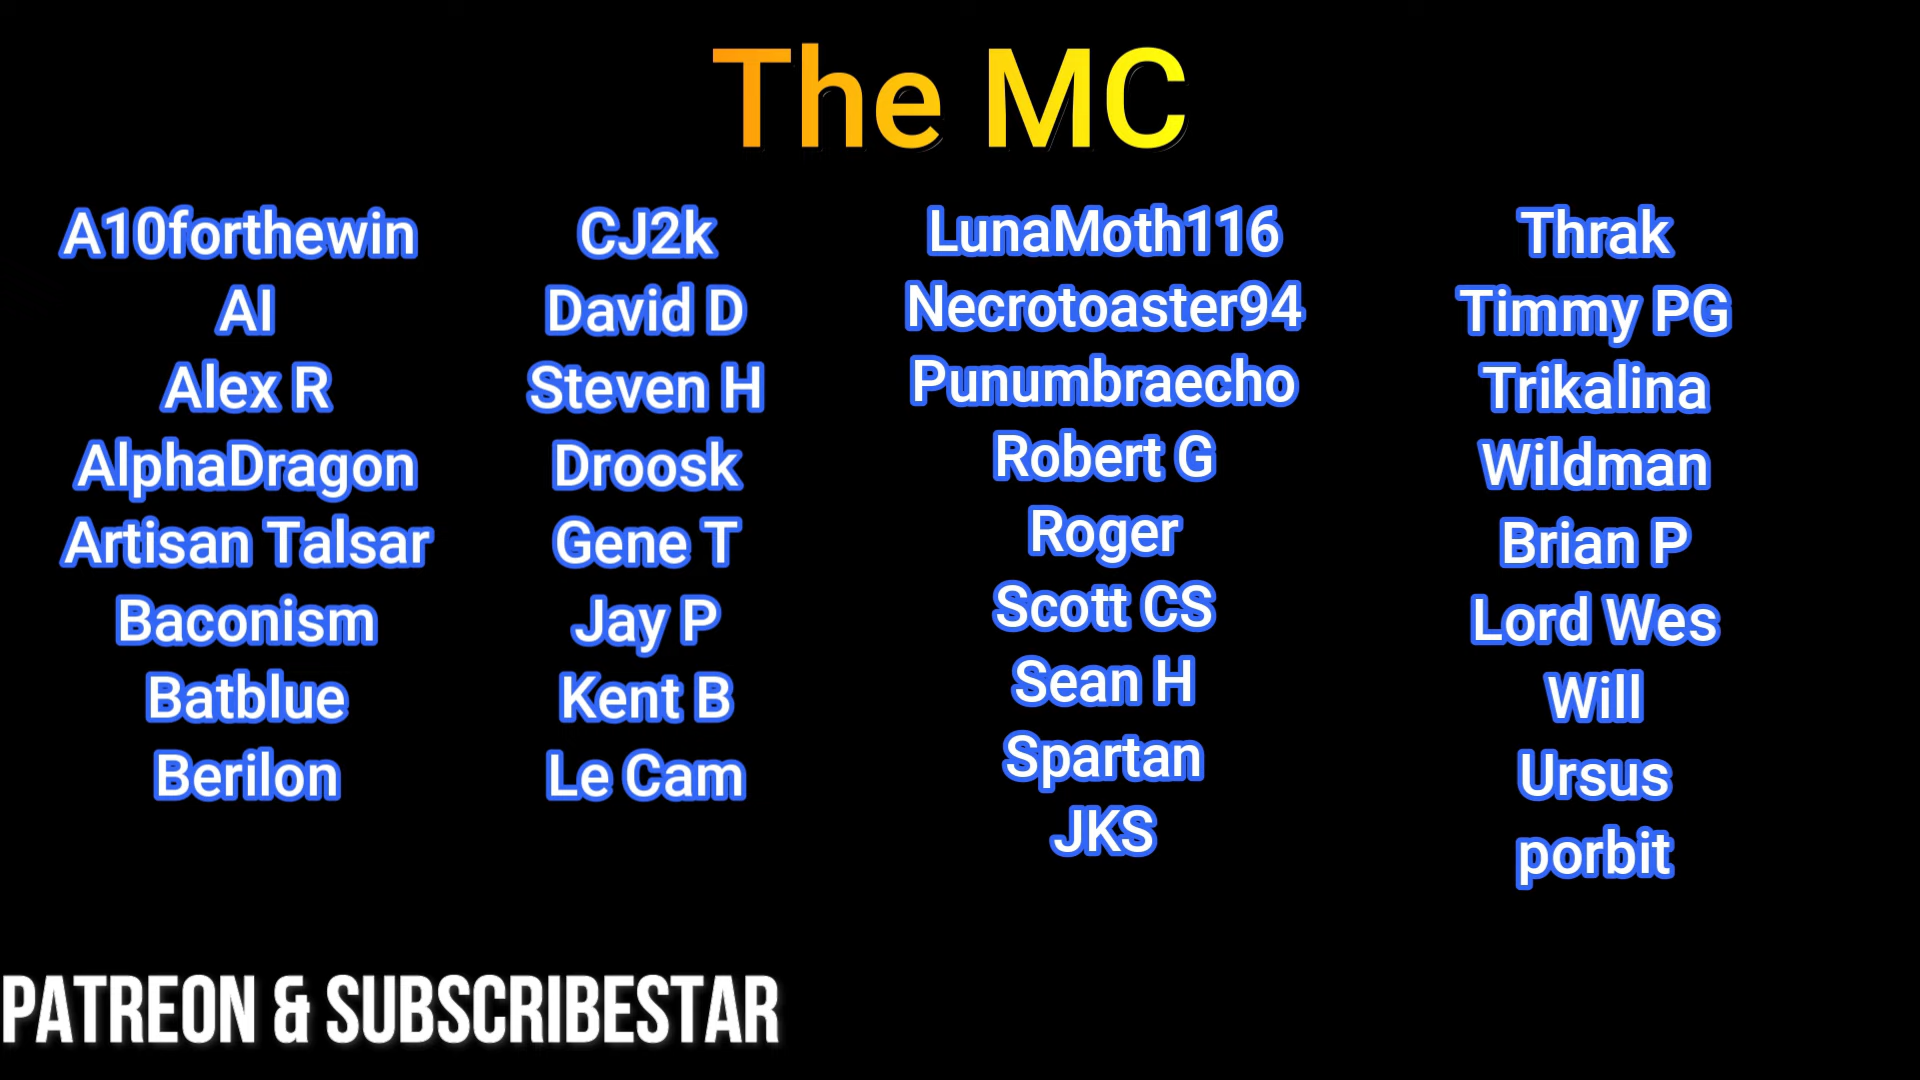 The MC
A10forthewin
AI
Alex R
AlphaDragon
Artisan Talsar
Baconism
Batblue
Berilon
CJ2k
David D
Steven H
Droosk
Gene T
Jay P
Kent B
Le Cam
LunaMoth116
Necrotoaster94
Punumbraecho
Robert G
Roger
Scott CS
Sean H
Spartan
JKS
Thrak
Timmy PG
Trikalina
Wildman
Brian P
Lord Wes
Will
Ursus
porbit
PATREON & SUBSCRIBESTAR